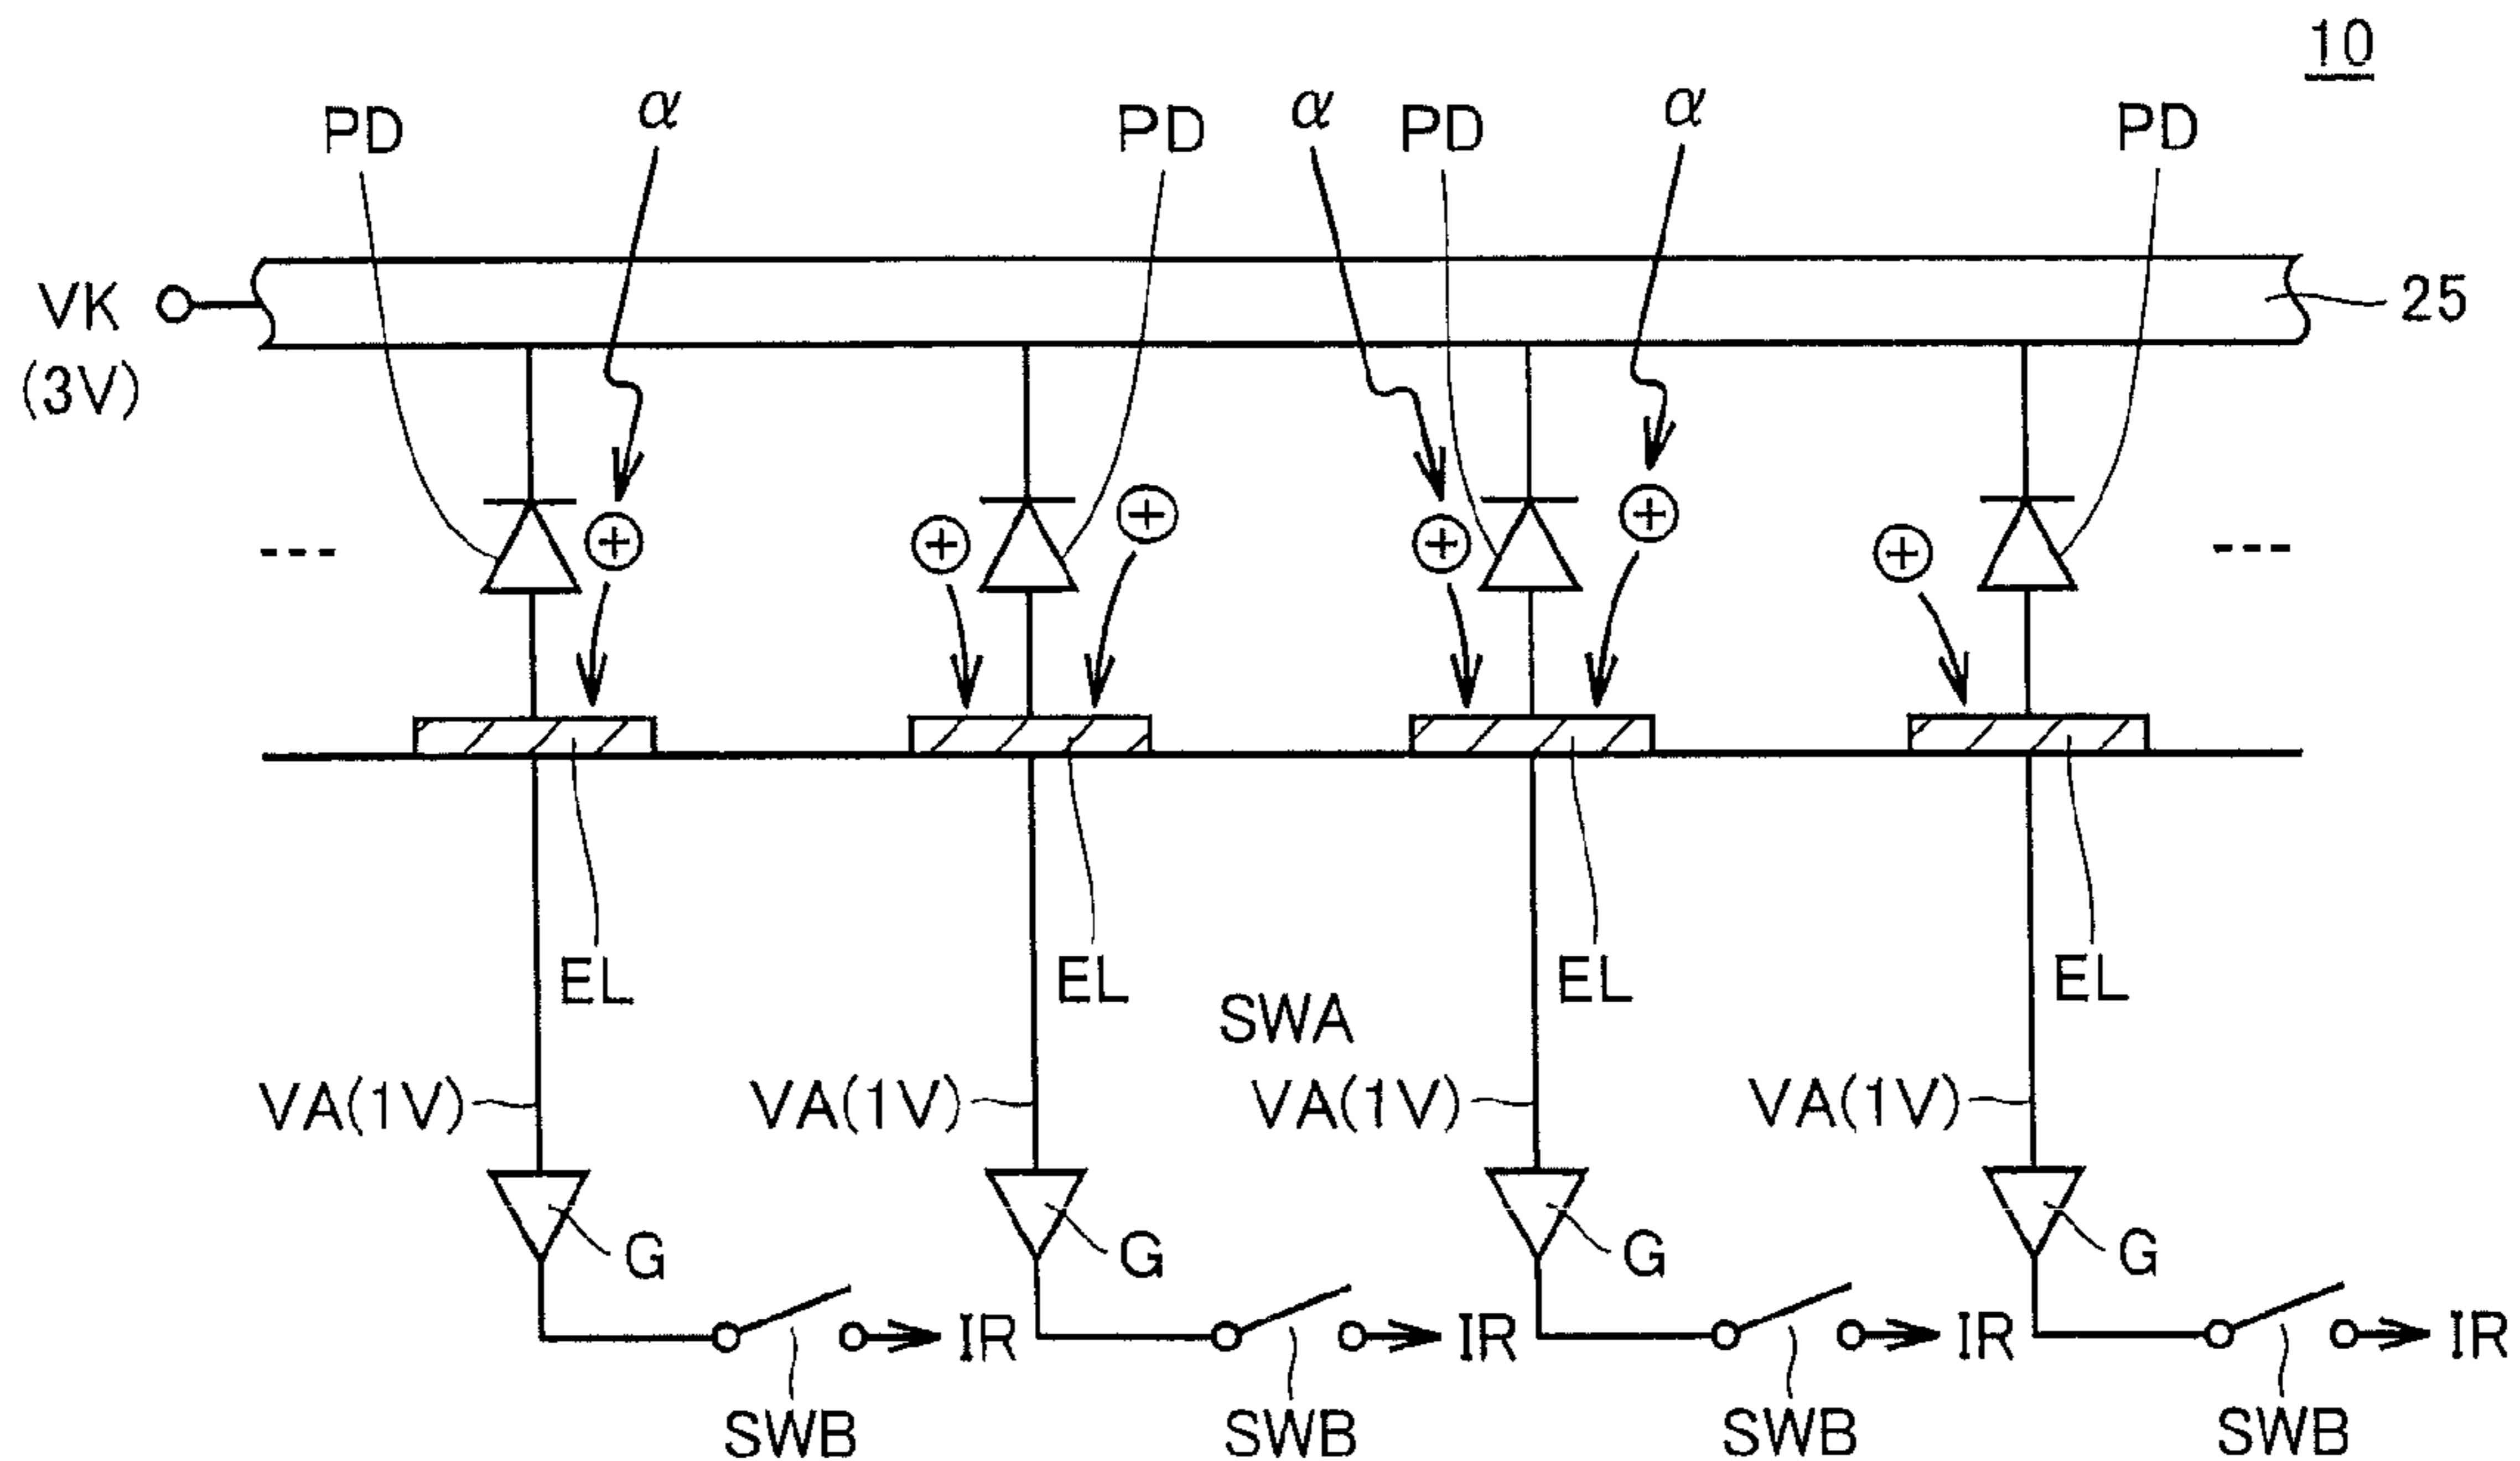 10
PD α PD α PD α PD
VK
(3V)
25
EL EL EL EL
SWA
VA(1V) VA(1V) VA(1V) VA(1V)
G G G G
IR IR IR IR
SWB SWB SWB SWB